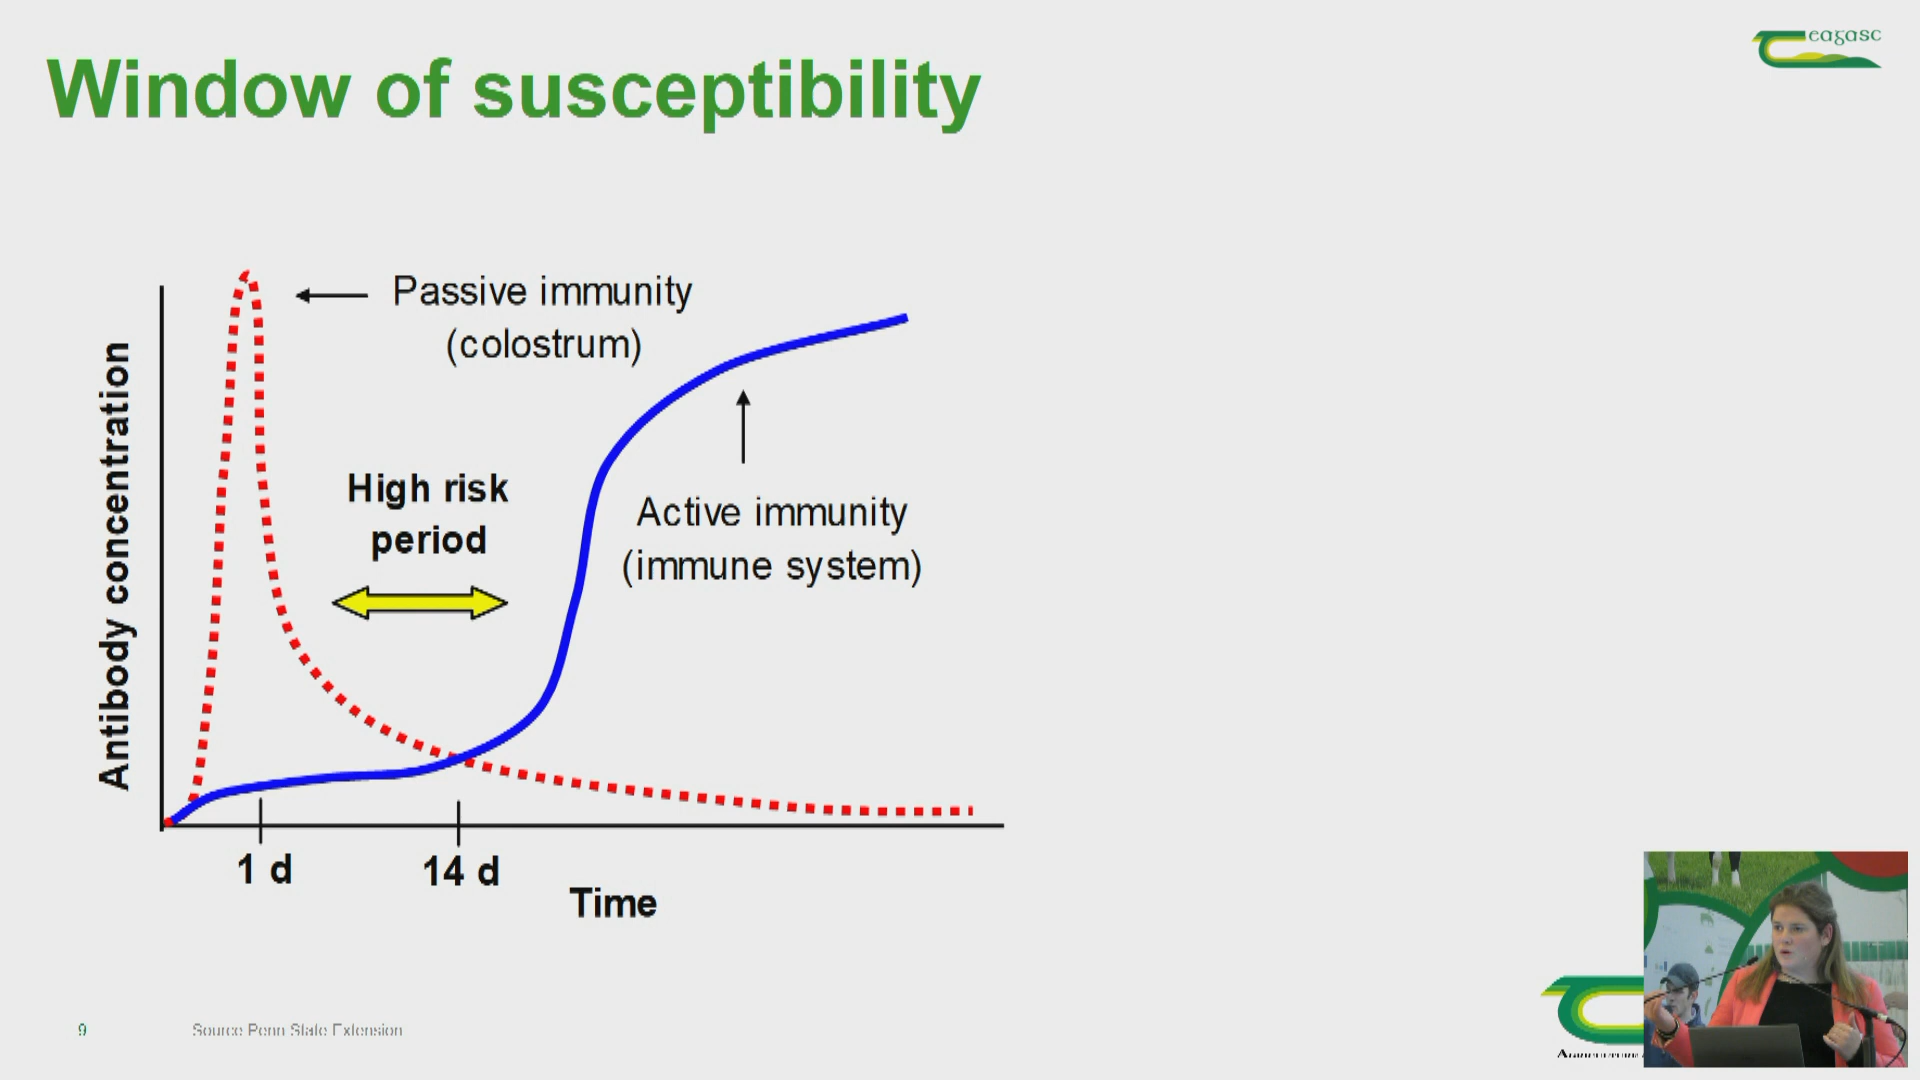 eagasc
Window of susceptibility
Passive immunity
(colostrum)
Antibody concentration
High risk
period
Active immunity
(immune system)
1 d
14 d
Time
9
Source Penn State Extension